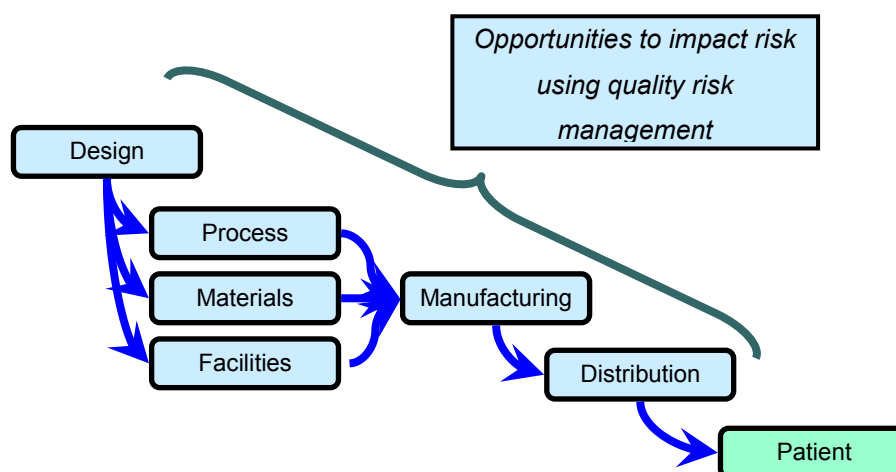 Opportunities to impact risk
using quality risk
management
Design
Process
Materials
Manufacturing
Facilities
Distribution
Patient